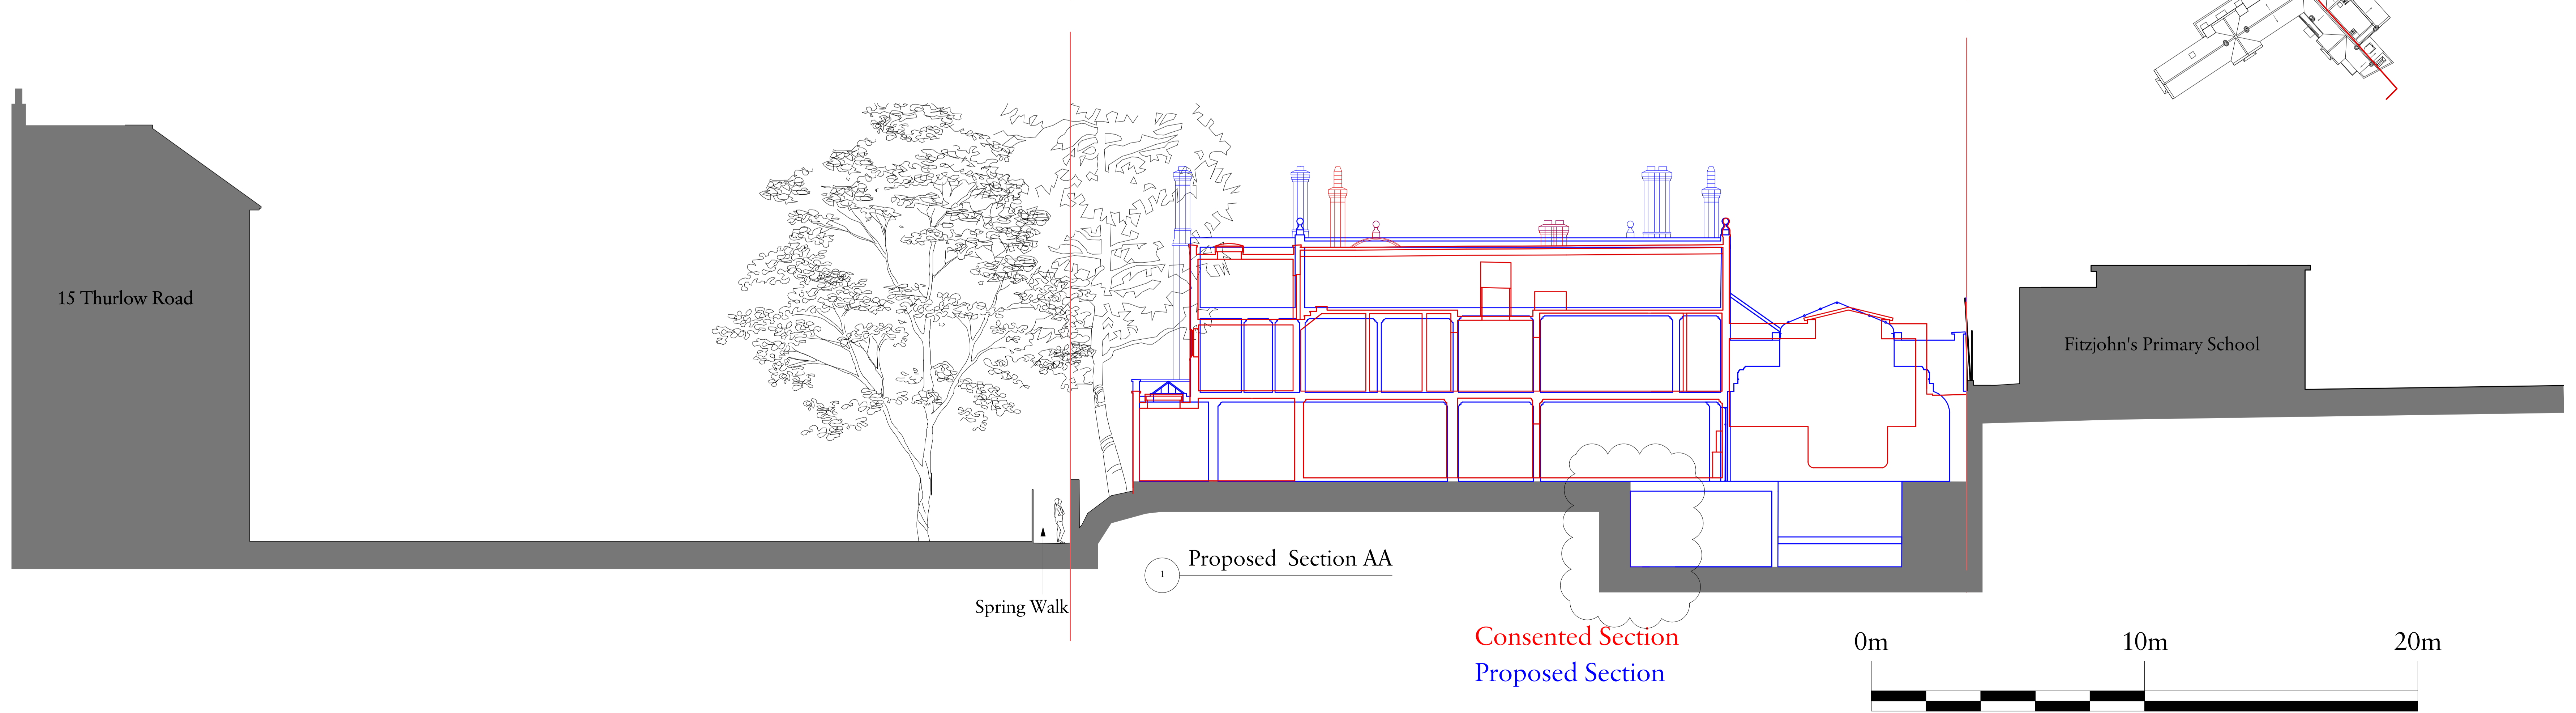 15 Thurlow Road
Fitzjohn's Primary School
1
Proposed Section AA
Spring Walk
Consented Section
Proposed Section
0m
10m
20m